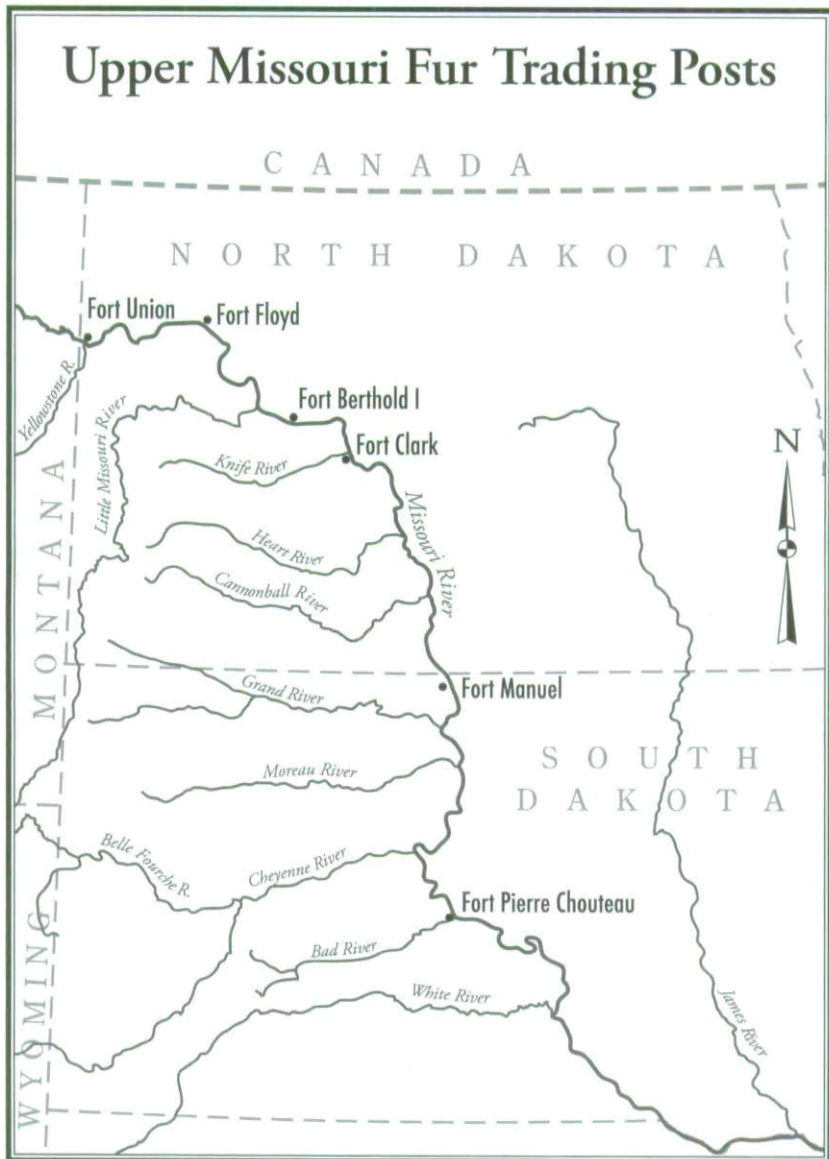 Upper Missouri Fur Trading Posts
CANADA
NORTH DAKOTA
Fort Union
Fort Floyd
Yellowstone R.
Fort Berthold I
Little Missouri River
Fort Clark
Knife River
N
MONTANA
Missouri River
Heart River
Cannonball River
Fort Manuel
Grand River
SOUTH
DAKOTA
Moreau River
Belle Fourche R.
Cheyenne River
Fort Pierre Chouteau
WYOMING
Bad River
White River
James River